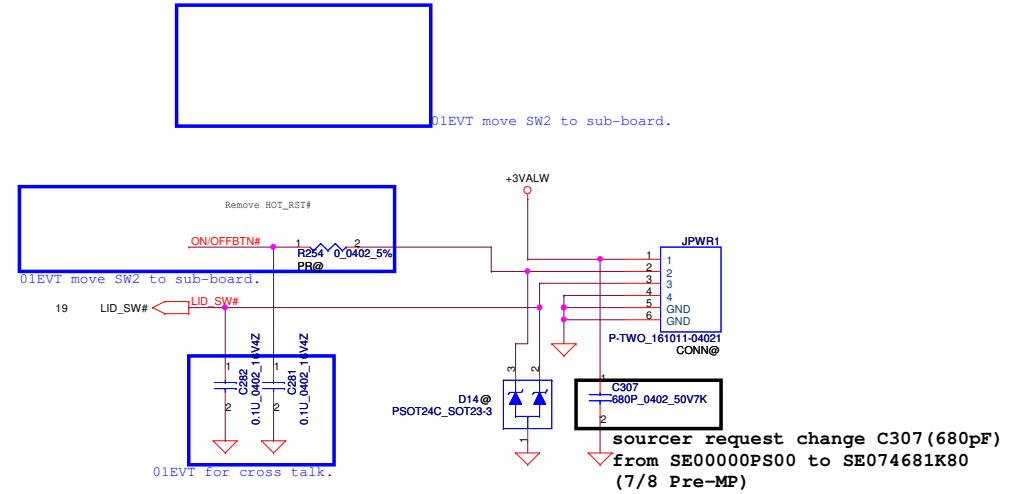 01EVT move SW2 to sub-board.
+3VALW
Remove HOT_RST#
ON/OFFBTN#
1
2
R254
0_0402_5%
PR@
01EVT move SW2 to sub-board.
JPWR1
1
1
2
2
3
3
4
4
5
GND
6
GND
P-TWO_161011-04021
CONN@
19
LID_SW#
LID_SW#
1
C282
0.1U_0402_16V4Z
2
1
C281
0.1U_0402_16V4Z
2
01EVT for cross talk.
3
2
D14@
PSOT24C_SOT23-3
1
1
C307
680P_0402_50V7K
2
sourcer request change C307(680pF)
from SE00000PS00 to SE074681K80
(7/8 Pre-MP)